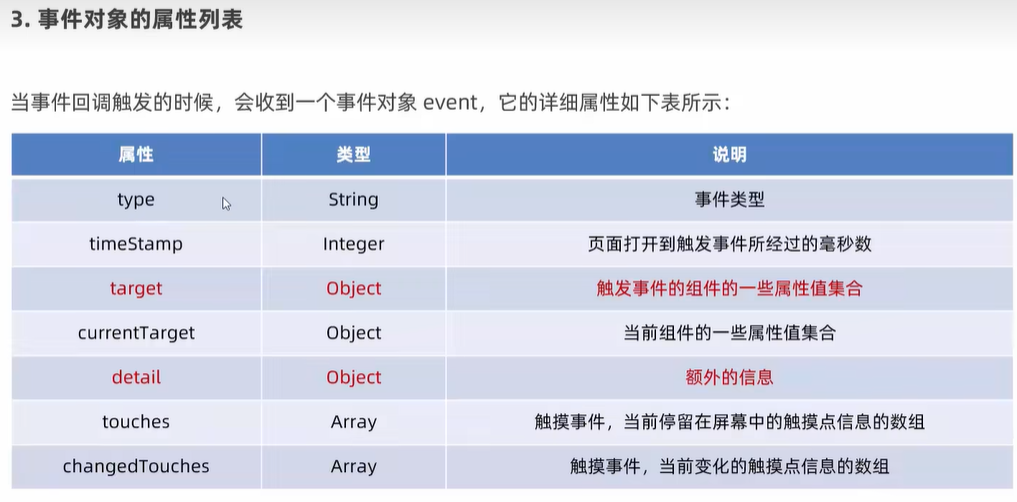 3. 事件对象的属性列表
当事件回调触发的时候，会收到一个事件对象 event，它的详细属性如下表所示：
属性 类型 说明
type String 事件类型
timeStamp Integer 页面打开到触发事件所经过的毫秒数
target Object 触发事件的组件的一些属性值集合
currentTarget Object 当前组件的一些属性值集合
detail Object 额外的信息
touches Array 触摸事件，当前停留在屏幕中的触摸点信息的数组
changedTouches Array 触摸事件，当前变化的触摸点信息的数组